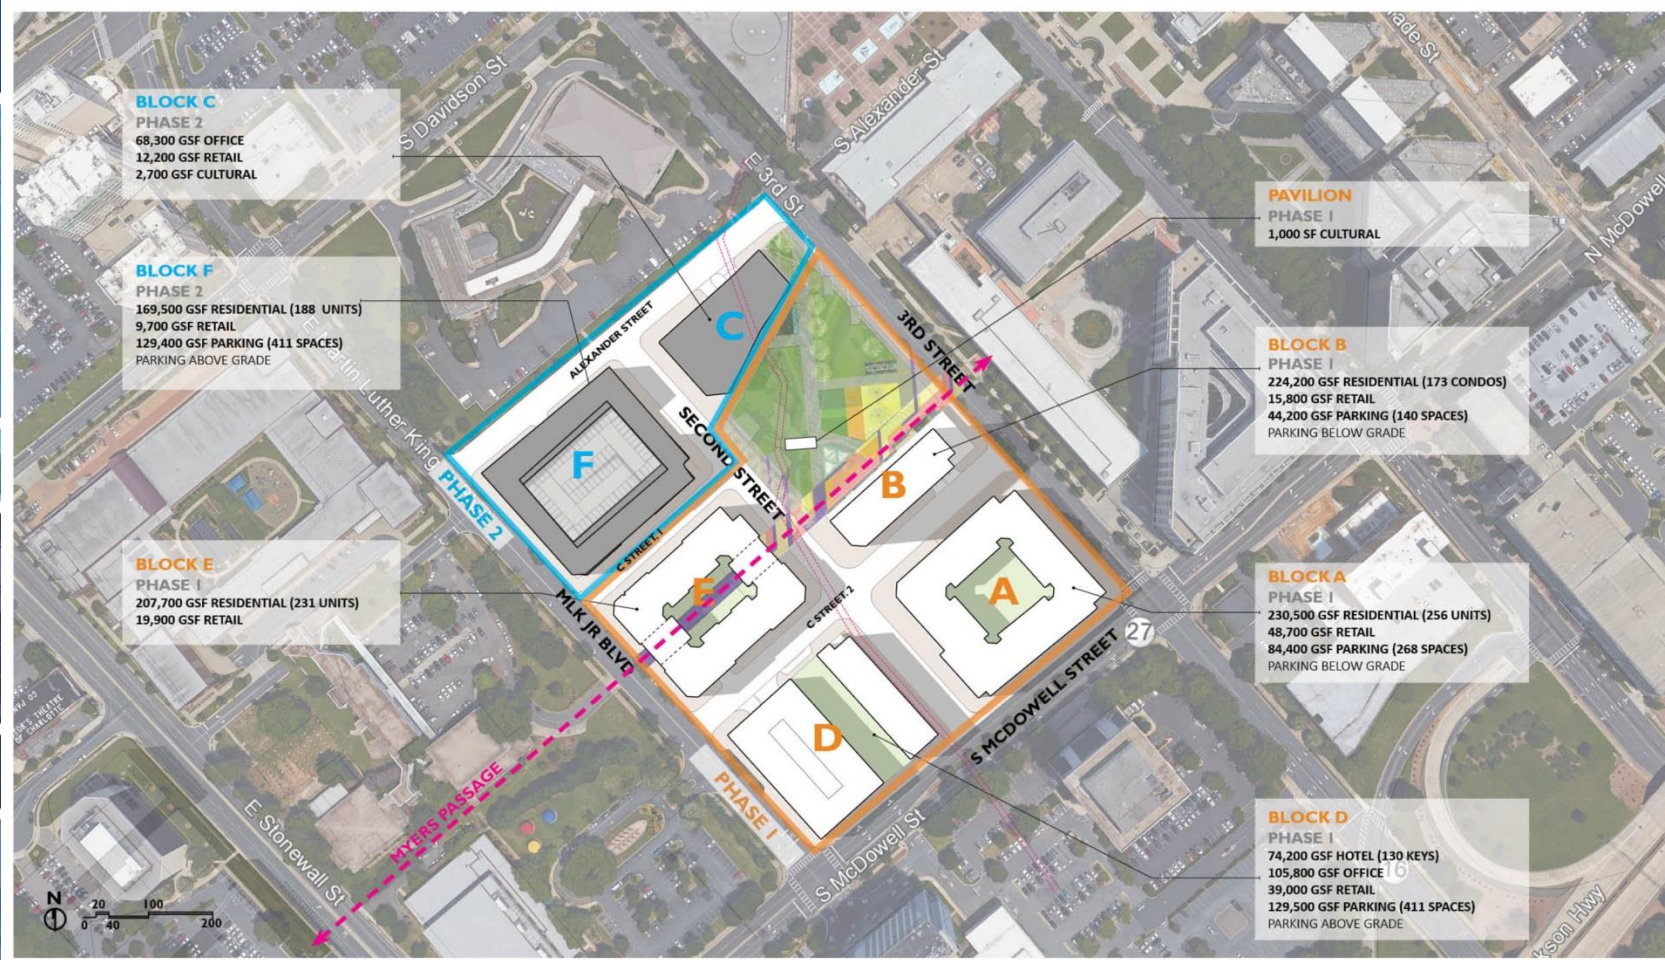 BLOCK C
PHASE 2
68,300 GSF OFFICE
12,200 GSF RETAIL
2,700 GSF CULTURAL
BLOCK F
PHASE 2
169,500 GSF RESIDENTIAL (188 UNITS)
9,700 GSF RETAIL
129,400 GSF PARKING (411 SPACES)
PARKING ABOVE GRADE
BLOCK E
PHASE I
207,700 GSF RESIDENTIAL (231 UNITS)
19,900 GSF RETAIL
PAVILION
PHASE I
1,000 SF CULTURAL
BLOCK B
PHASE I
224,200 GSF RESIDENTIAL (173 CONDOS)
15,800 GSF RETAIL
44,200 GSF PARKING (140 SPACES)
PARKING BELOW GRADE
BLOCK A
PHASE I
230,500 GSF RESIDENTIAL (256 UNITS)
48,700 GSF RETAIL
84,400 GSF PARKING (268 SPACES)
PARKING BELOW GRADE
BLOCK D
PHASE I
74,200 GSF HOTEL (130 KEYS)
105,800 GSF OFFICE
39,000 GSF RETAIL
129,500 GSF PARKING (411 SPACES)
PARKING ABOVE GRADE
S Davidson St
S Alexander St
E 3rd St
N McDowell
E Martin Luther King
ALEXANDER STREET
3RD STREET
SECOND STREET
C STREET. 1
C STREET. 2
MLK JR BLVD
S MCDOWELL STREET
S McDowell St
E Stonewall St
MYERS PASSAGE
PHASE 2
PHASE I
C
F
B
E
A
D
27
16
kson Hwy
OF CHARLOTTE
N
20 100
0 40 200